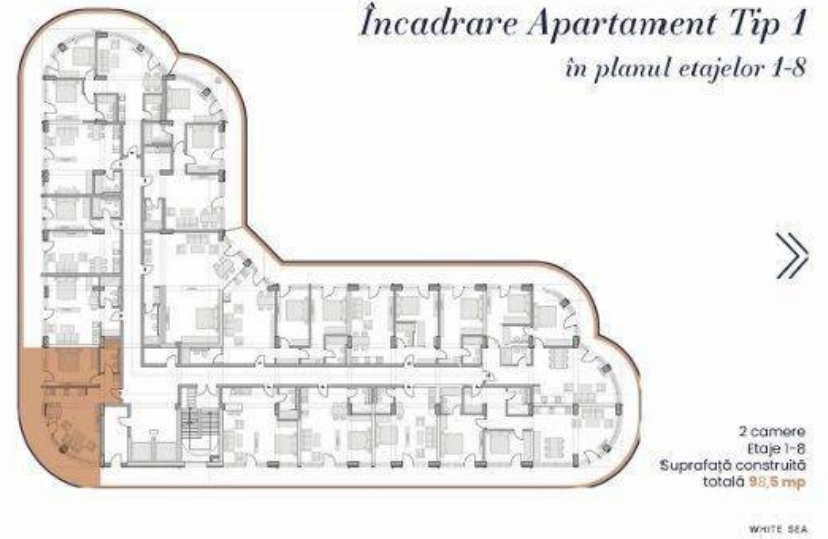 Încadrare Apartament Tip 1
în planul etajelor 1-8
2 camere
Etaje 1-8
Suprafață construită
totală 98,5 mp
WHITE SEA